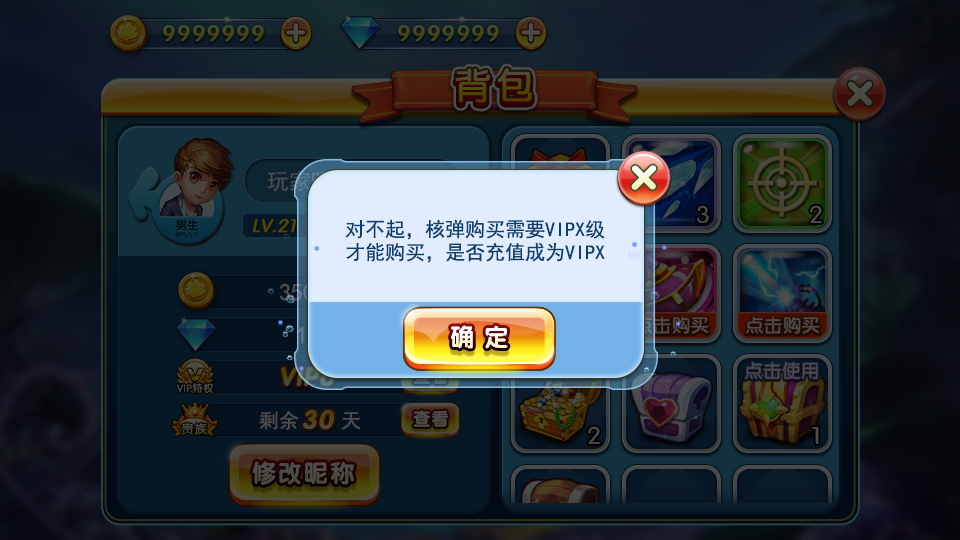 9999999
9999999
背包
玩家
男生
LV.21
3
2
对不起，核弹购买需要VIPX级
才能购买，是否充值成为VIPX
确定
点击购买
点击购买
VIP特权
贵族
剩余30天
查看
修改昵称
2
点击使用
1